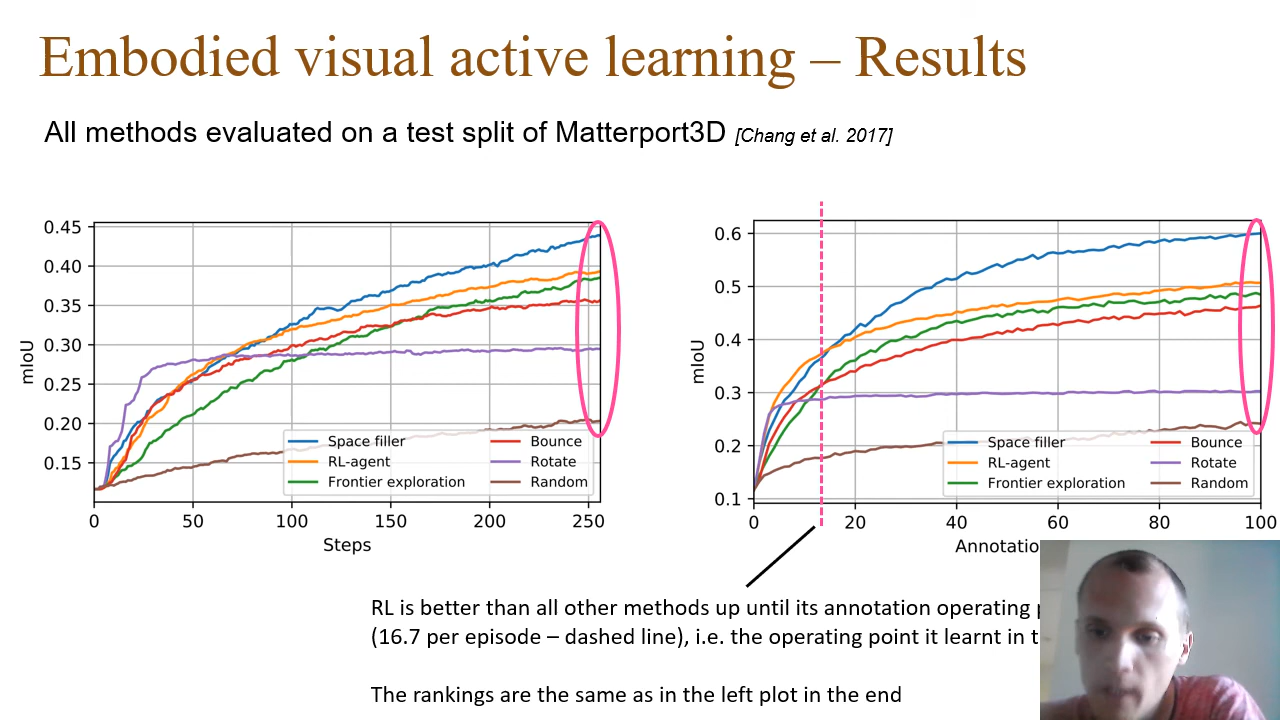 Embodied visual active learning – Results
All methods evaluated on a test split of Matterport3D [Chang et al. 2017]
0.45
0.40
0.35
0.30
0.25
0.20
0.15
mIoU
Space filler
RL-agent
Frontier exploration
Bounce
Rotate
Random
0 50 100 150 200 250
Steps
0.6
0.5
0.4
0.3
0.2
0.1
mIoU
Space filler
RL-agent
Frontier exploration
Bounce
Rotate
Random
0 20 40 60 80 100
RL is better than all other methods up until its annotation operating
(16.7 per episode – dashed line), i.e. the operating point it learnt in
The rankings are the same as in the left plot in the end